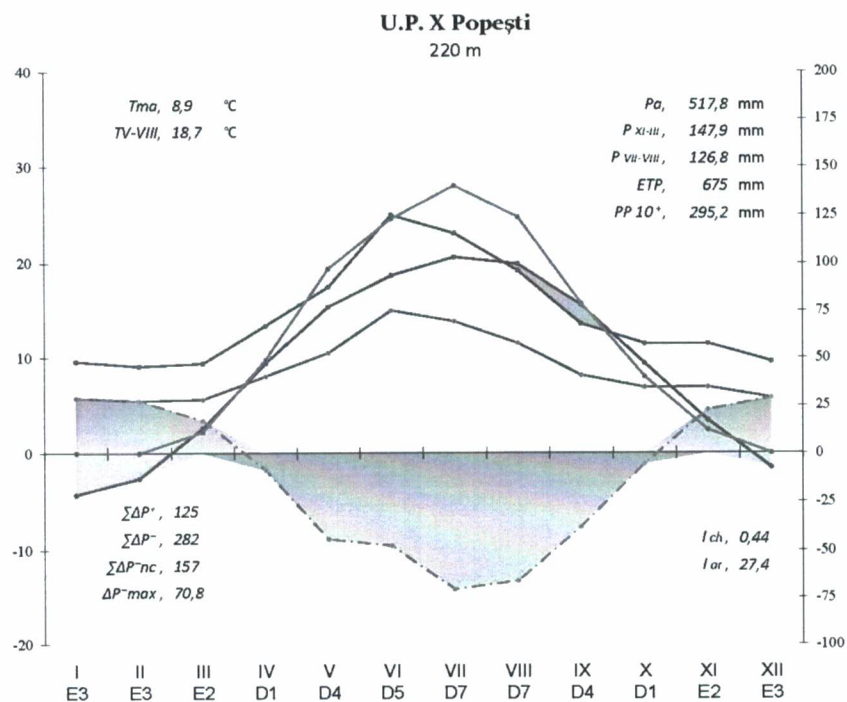 U.P. X Popești
220 m
40
30
20
10
0
-10
-20
200
175
150
125
100
75
50
25
0
-25
-50
-75
-100
Tma, 8,9 °C
TV-VIII, 18,7 °C
Pa, 517,8 mm
P XI-III, 147,9 mm
P VII-VIII, 126,8 mm
ETP, 675 mm
PP 10⁺, 295,2 mm
∑ΔP⁺, 125
∑ΔP⁻, 282
∑ΔP⁻nc, 157
ΔP⁻max, 70,8
I ch, 0,44
I ar, 27,4
I II III IV V VI VII VIII IX X XI XII
E3 E3 E2 D1 D4 D5 D7 D7 D4 D1 E2 E3